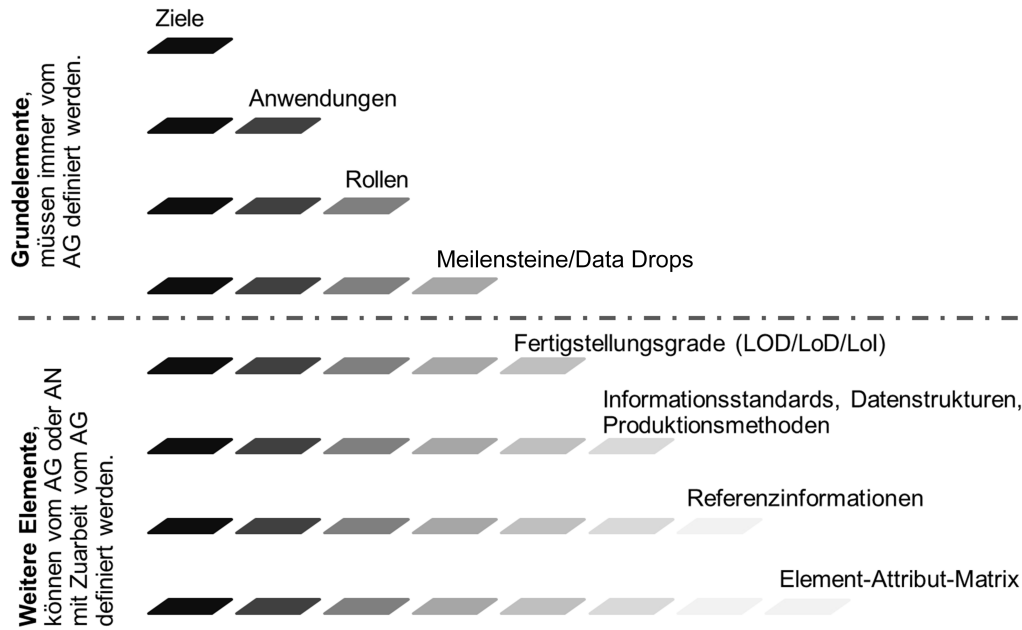 Grundelemente,
müssen immer vom
AG definiert werden.
Ziele
Anwendungen
Rollen
Meilensteine/Data Drops
Weitere Elemente,
können vom AG oder AN
mit Zuarbeit vom AG
definiert werden.
Fertigstellungsgrade (LOD/LoD/LoI)
Informationsstandards, Datenstrukturen,
Produktionsmethoden
Referenzinformationen
Element-Attribut-Matrix